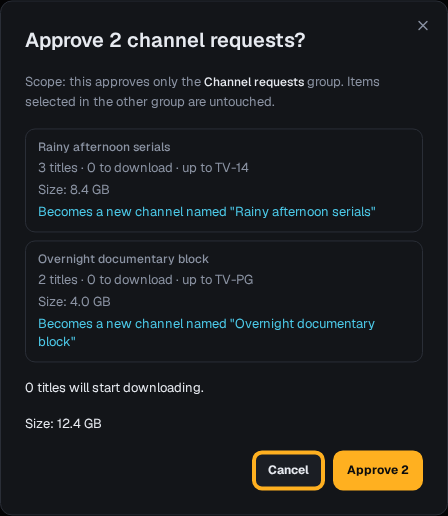 Approve 2 channel requests?
Scope: this approves only the Channel requests group. Items
selected in the other group are untouched.
Rainy afternoon serials
3 titles · 0 to download · up to TV-14
Size: 8.4 GB
Becomes a new channel named "Rainy afternoon serials"
Overnight documentary block
2 titles · 0 to download · up to TV-PG
Size: 4.0 GB
Becomes a new channel named "Overnight documentary
block"
0 titles will start downloading.
Size: 12.4 GB
Cancel
Approve 2